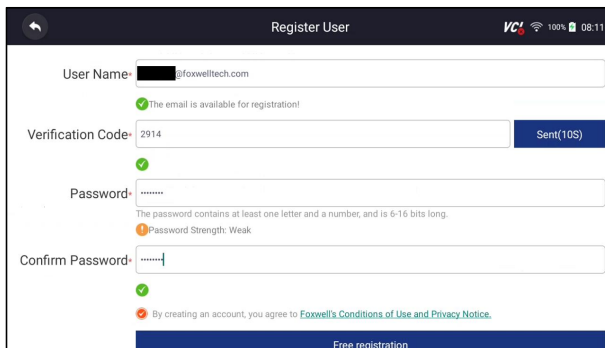 Register User
VCI 100% 08:11
User Name* @foxwelltech.com
The email is available for registration!
Verification Code* 2914 Sent(10S)
Password* ••••••••
The password contains at least one letter and a number, and is 6-16 bits long.
Password Strength: Weak
Confirm Password* ••••••••
By creating an account, you agree to Foxwell's Conditions of Use and Privacy Notice.
Free registration